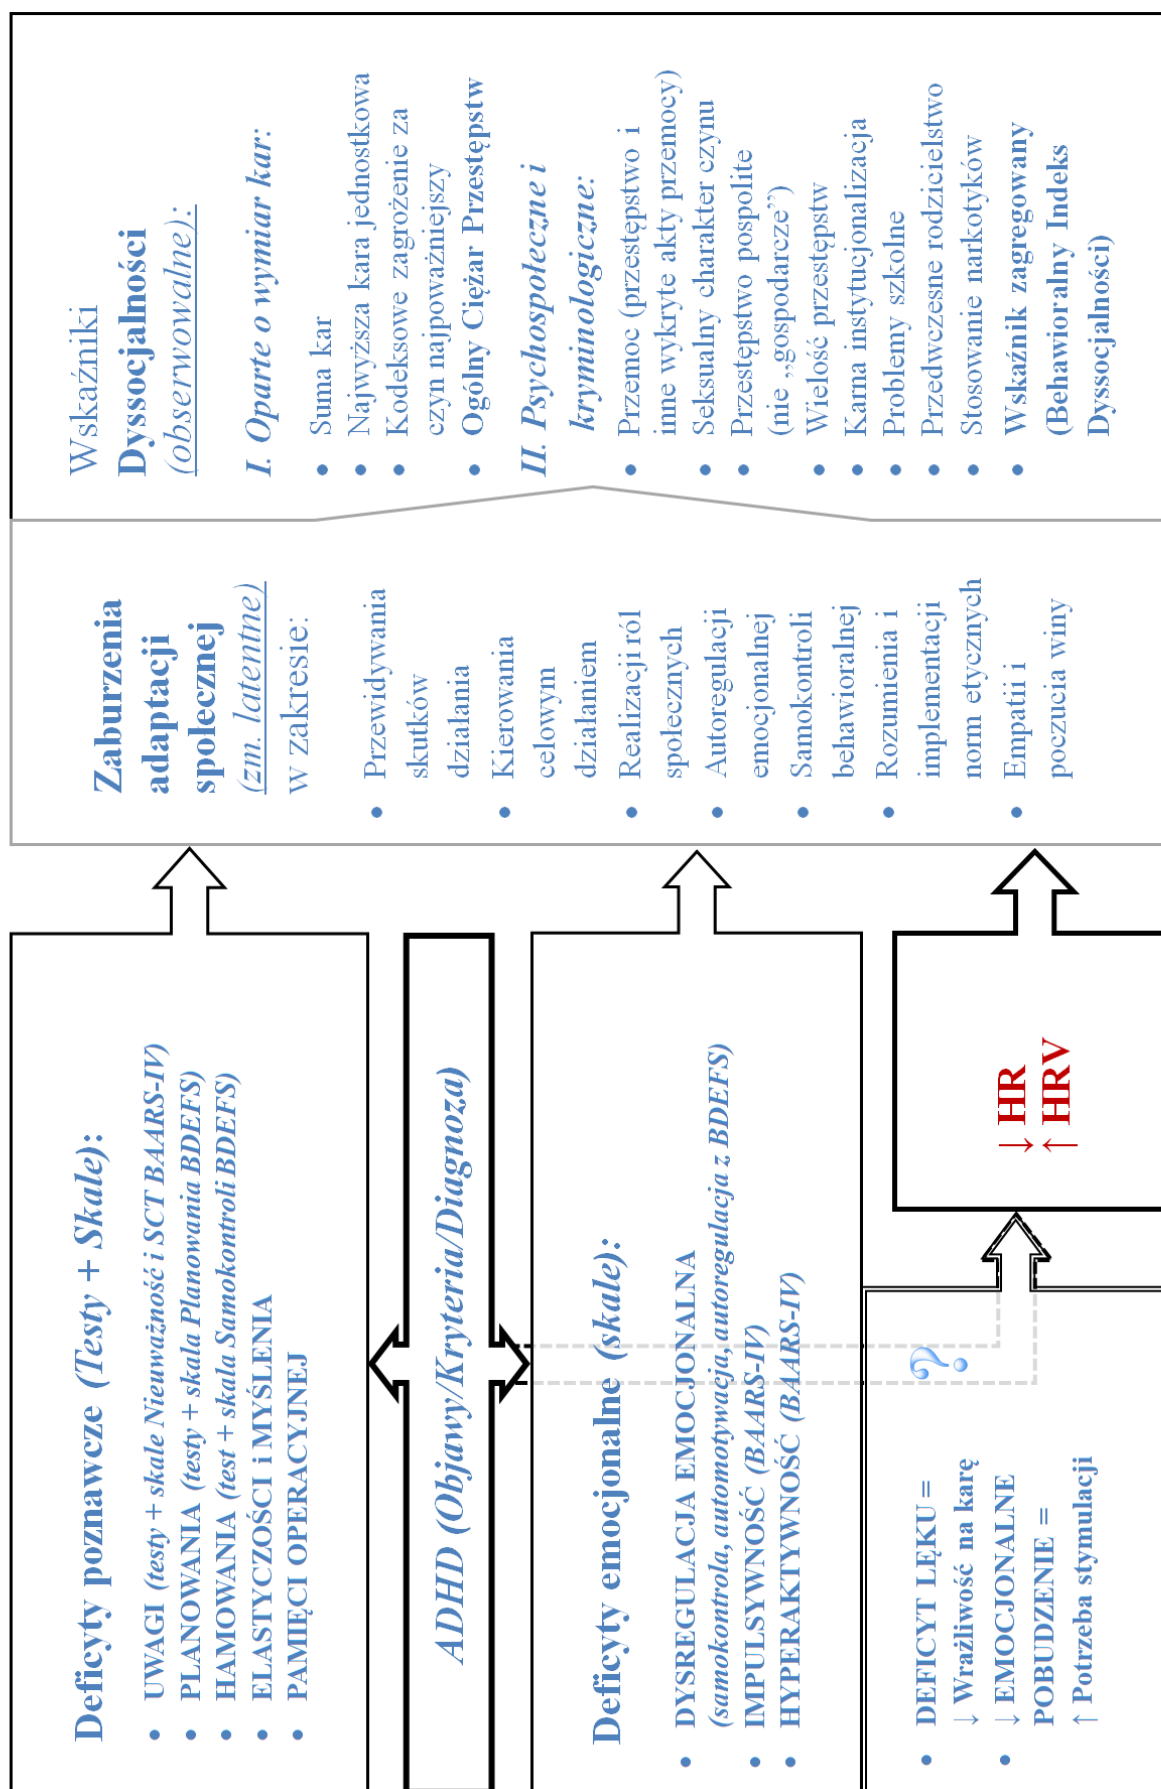 Deficyty poznawcze (Testy + Skale):
• UWAGI (testy + skale Nieuważność i SCT BAARS-IV)
• PLANOWANIA (testy + skala Planowania BDEFS)
• HAMOWANIA (test + skala Samokontroli BDEFS)
• ELASTYCZOŚCI i MYŚLENIA
• PAMIĘCI OPERACYJNEJ
ADHD (Objawy/Kryteria/Diagnoza)
Deficyty emocjonalne (skale):
• DYSREGULACJA EMOCJONALNA
(samokontrola, automotywacja, autoregulacja z BDEFS)
• IMPULSYWNOŚĆ (BAARS-IV)
• HYPERAKTYWNOŚĆ (BAARS-IV)
• DEFICYT LĘKU =
↓ Wrażliwość na karę
• ↓ EMOCJONALNE
POBUDZENIE =
↑ Potrzeba stymulacji
?
↓ HR
↑ HRV
Zaburzenia
adaptacji
społecznej
(zm. latentne)
w zakresie:
• Przewidywania
skutków
działania
• Kierowania
celowym
działaniem
• Realizacji ról
społecznych
• Autoregulacji
emocjonalnej
• Samokontroli
behawioralnej
• Rozumienia i
implementacji
norm etycznych
• Empatii i
poczucia winy
Wskaźniki
Dyssocjalności
(obserwowalne):
I. Oparte o wymiar kar:
• Suma kar
• Najwyższa kara jednostkowa
• Kodeksowe zagrożenie za
czyn najpoważniejszy
• Ogólny Ciężar Przestępstw
II. Psychospołeczne i
kryminologiczne:
• Przemoc (przestępstwo i
inne wykryte akty przemocy)
• Seksualny charakter czynu
• Przestępstwo pospolite
(nie „gospodarcze”)
• Wielość przestępstw
• Karna instytucjonalizacja
• Problemy szkolne
• Przedwczesne rodzicielstwo
• Stosowanie narkotyków
• Wskaźnik zagregowany
(Behawioralny Indeks
Dyssocjalności)